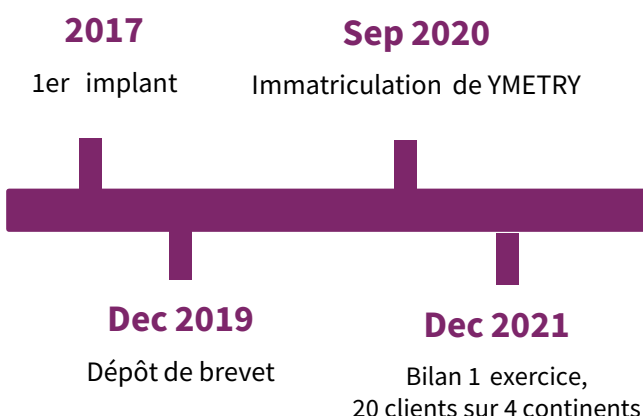 2017
1er implant
Sep 2020
Immatriculation de YMETRY
Dec 2019
Dépôt de brevet
Dec 2021
Bilan 1 exercice,
20 clients sur 4 continents